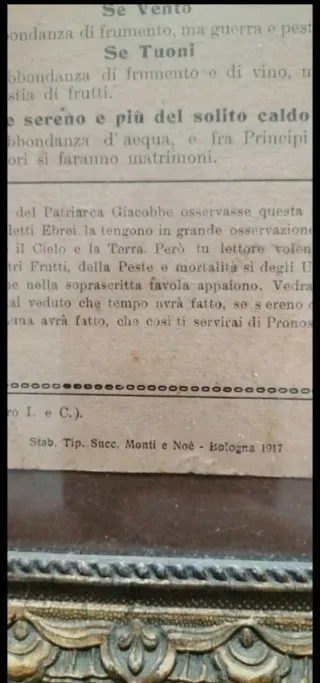 Se Vento
bondanza di frumento, ma guerra e pest
Se Tuoni
bbondanza di frumento e di vino, m
stia di frutti.
e sereno e più del solito caldo
bbondanza d'acqua, e fra Principi
ori si faranno matrimoni.
del Patriarca Giacobbe osservasse questa
detti Ebrei la tengono in grande osservazione
il Cielo e la Terra. Però tu lettore volen
tri Frutti, della Peste e mortalità si degli U
ne nella soprascritta favola appaiono. Vedra
al veduto che tempo avrà fatto, se s ereno o
una avrà fatto, che così ti servirai di Pronos
ro I. e C.).
Stab. Tip. Succ. Monti e Noè - Bologna 1917